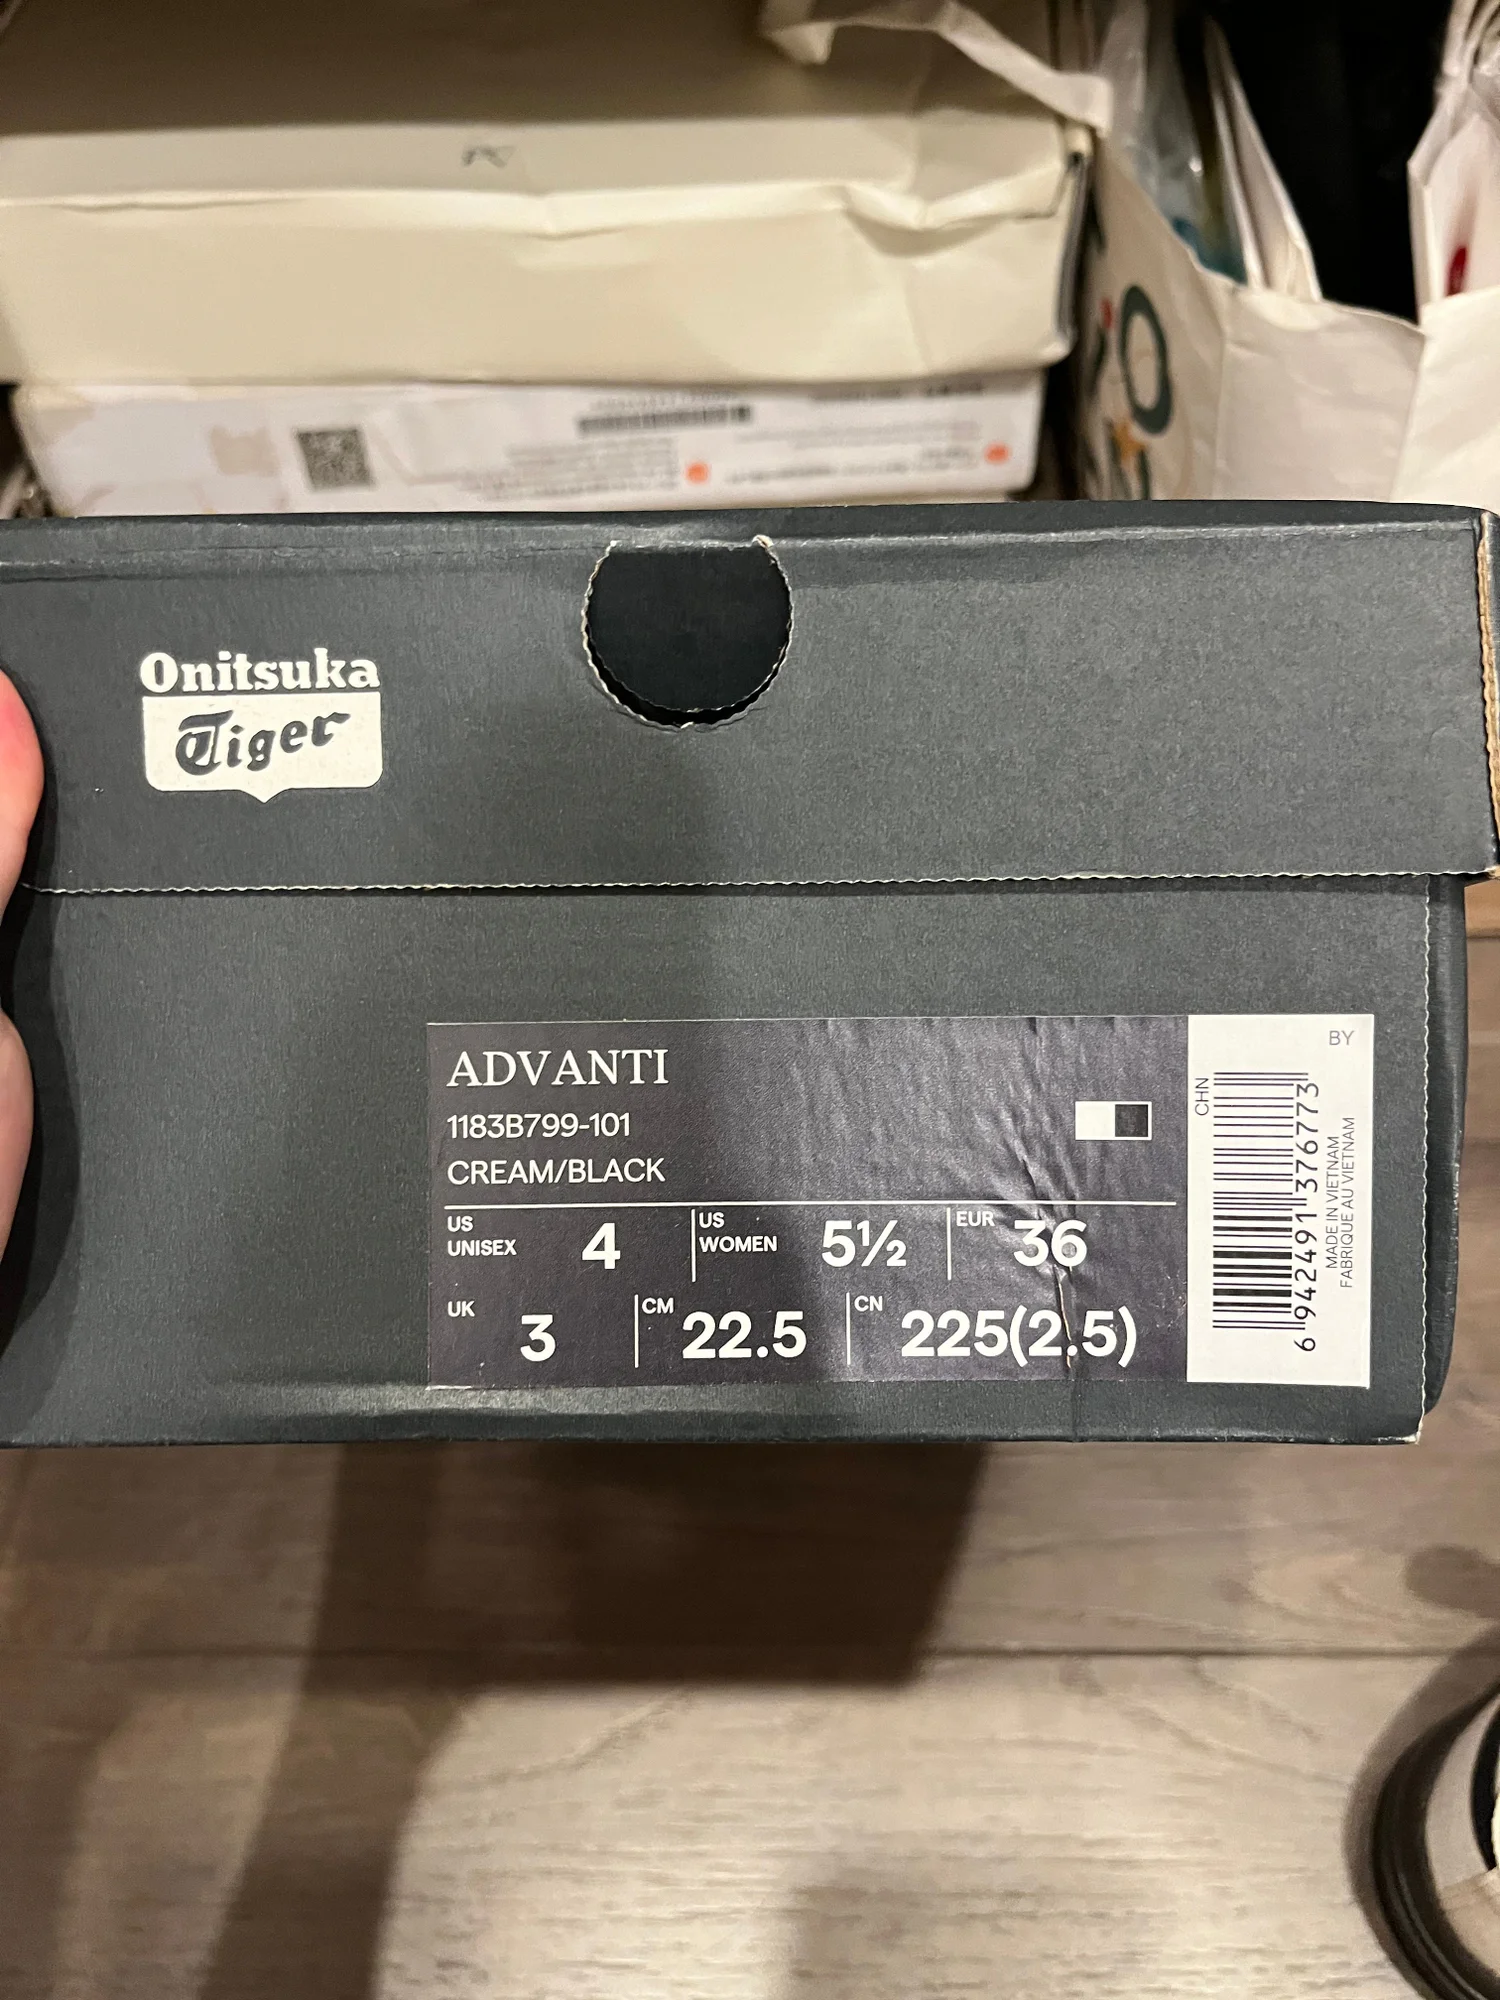 Onitsuka
Tiger
ADVANTI
1183B799-101
CREAM/BLACK
US
UNISEX
4
US
WOMEN
5½
EUR
36
UK
3
CM
22.5
CN
225(2.5)
BY
CHN
6 942491 376773
MADE IN VIETNAM
FABRIQUE AU VIETNAM